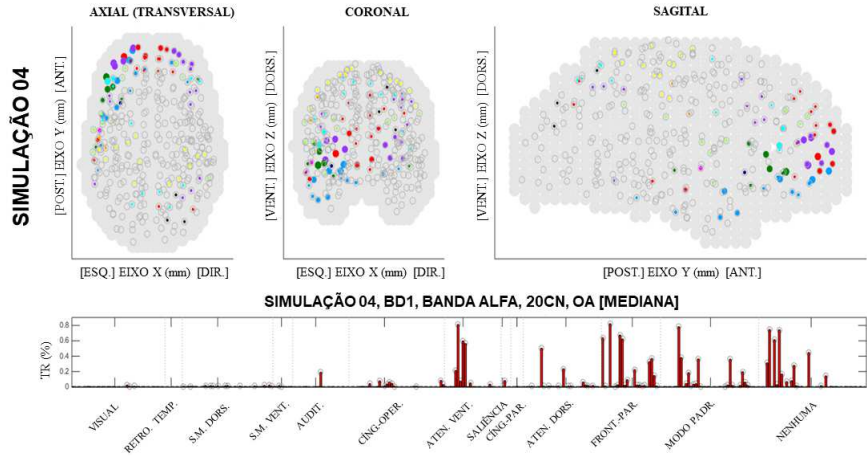 AXIAL (TRANSVERSAL)
CORONAL
SAGITAL
SIMULAÇÃO 04
[POST.] EIXO Y (mm) [ANT.]
[VENT.] EIXO Z (mm) [DORS.]
[VENT.] EIXO Z (mm) [DORS.]
[ESQ.] EIXO X (mm) [DIR.]
[ESQ.] EIXO X (mm) [DIR.]
[POST.] EIXO Y (mm) [ANT.]
SIMULAÇÃO 04, BD1, BANDA ALFA, 20CN, OA [MEDIANA]
TR (%)
0.8
0.6
0.4
0.2
0
VISUAL
RETRO. TEMP.
S.M. DORS.
S.M. VENT.
AUDIT.
CÍNG-OPER.
ATEN. VENT.
SALIÊNCIA
CÍNG-PAR.
ATEN. DORS.
FRONT.-PAR.
MODO PADR.
NENHUMA